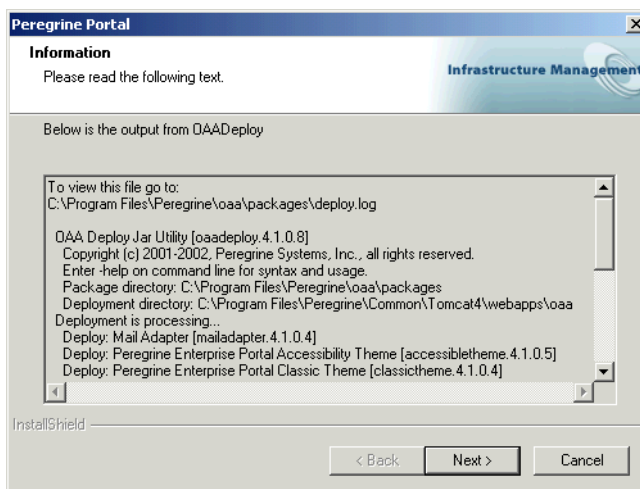 Peregrine Portal
Information
Please read the following text.
Infrastructure Management
Below is the output from OAADeploy
To view this file go to:
C:\Program Files\Peregrine\oaa\packages\deploy.log
OAA Deploy Jar Utility [oaadeploy.4.1.0.8]
Copyright (c) 2001-2002, Peregrine Systems, Inc., all rights reserved.
Enter -help on command line for syntax and usage.
Package directory: C:\Program Files\Peregrine\oaa\packages
Deployment directory: C:\Program Files\Peregrine\Common\Tomcat4\webapps\oaa
Deployment is processing...
Deploy: Mail Adapter [mailadapter.4.1.0.4]
Deploy: Peregrine Enterprise Portal Accessibility Theme [accessibletheme.4.1.0.5]
Deploy: Peregrine Enterprise Portal Classic Theme [classictheme.4.1.0.4]
InstallShield
< Back
Next >
Cancel